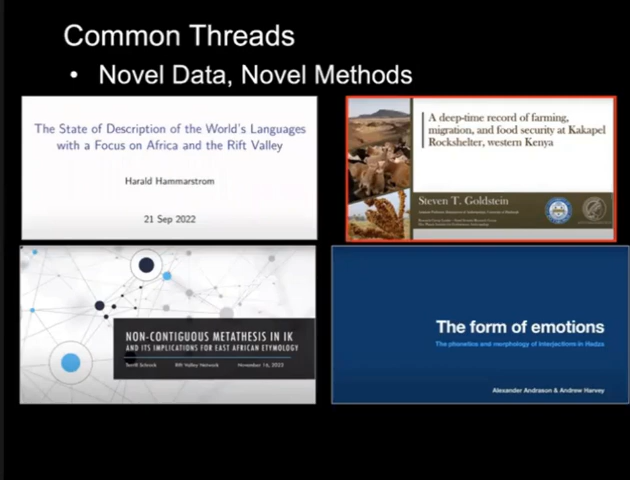 Common Threads
• Novel Data, Novel Methods
The State of Description of the World's Languages
with a Focus on Africa and the Rift Valley
Harald Hammarstrom
21 Sep 2022
A deep-time record of farming,
migration, and food security at Kakapel
Rockshelter, western Kenya
Steven T. Goldstein
NON-CONTIGUOUS METATHESIS IN IK
AND ITS IMPLICATIONS FOR EAST AFRICAN ETYMOLOGY
Terrill Schrock Rift Valley Network November 16, 2022
The form of emotions
The phonetics and morphology of interjections in Hadza
Alexander Andrason & Andrew Harvey